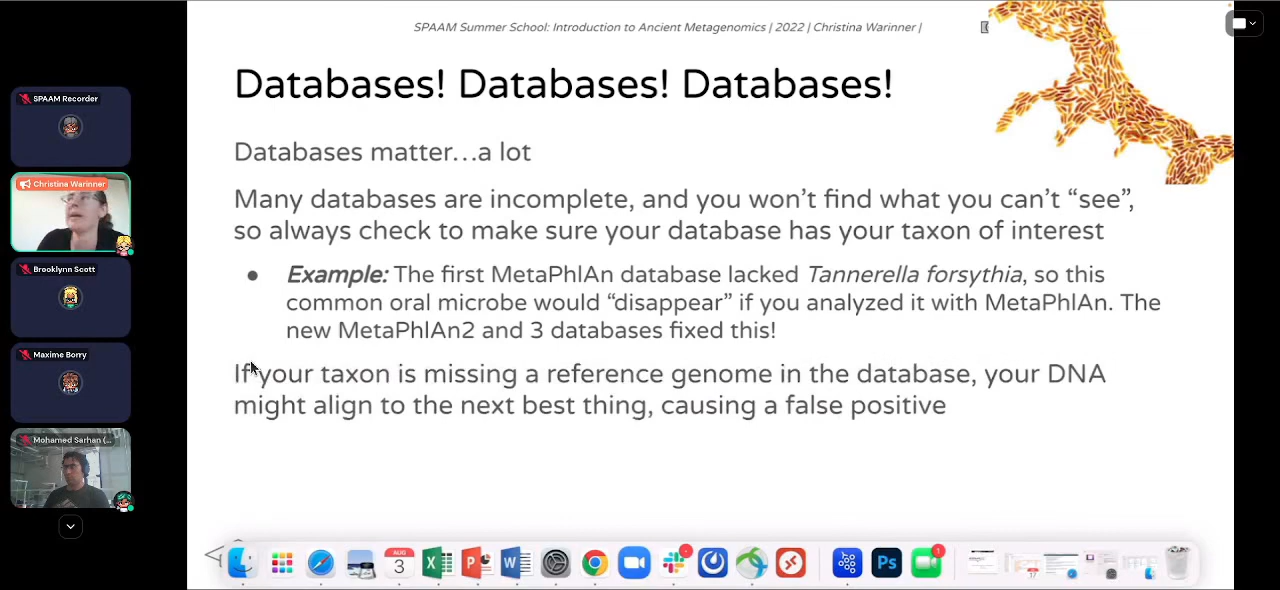 SPAAM Summer School: Introduction to Ancient Metagenomics | 2022 | Christina Warinner |
Databases! Databases! Databases!
Databases matter…a lot
Many databases are incomplete, and you won't find what you can't “see”,
so always check to make sure your database has your taxon of interest
● Example: The first MetaPhlAn database lacked Tannerella forsythia, so this
common oral microbe would “disappear” if you analyzed it with MetaPhlAn. The
new MetaPhlAn2 and 3 databases fixed this!
If your taxon is missing a reference genome in the database, your DNA
might align to the next best thing, causing a false positive
SPAAM Recorder
Christina Warinner
Brooklynn Scott
Maxime Borry
Mohamed Sarhan (...
AUG
3
X
P
W
Ps
1
17